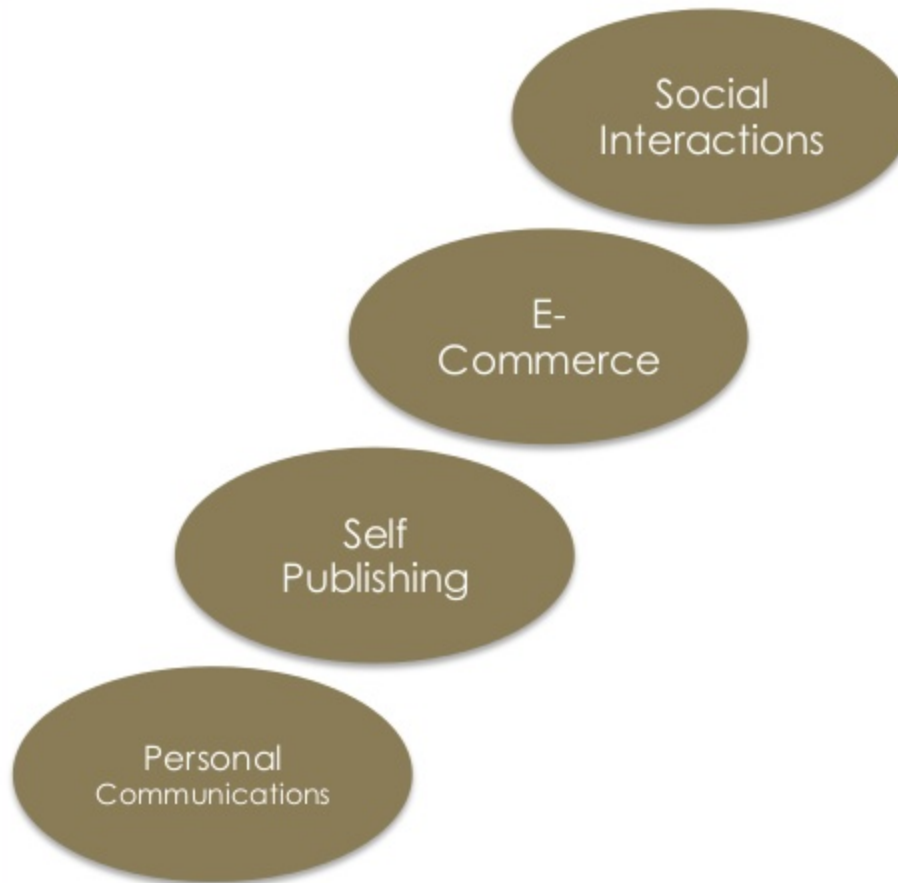 Social
Interactions
E-
Commerce
Self
Publishing
Personal
Communications